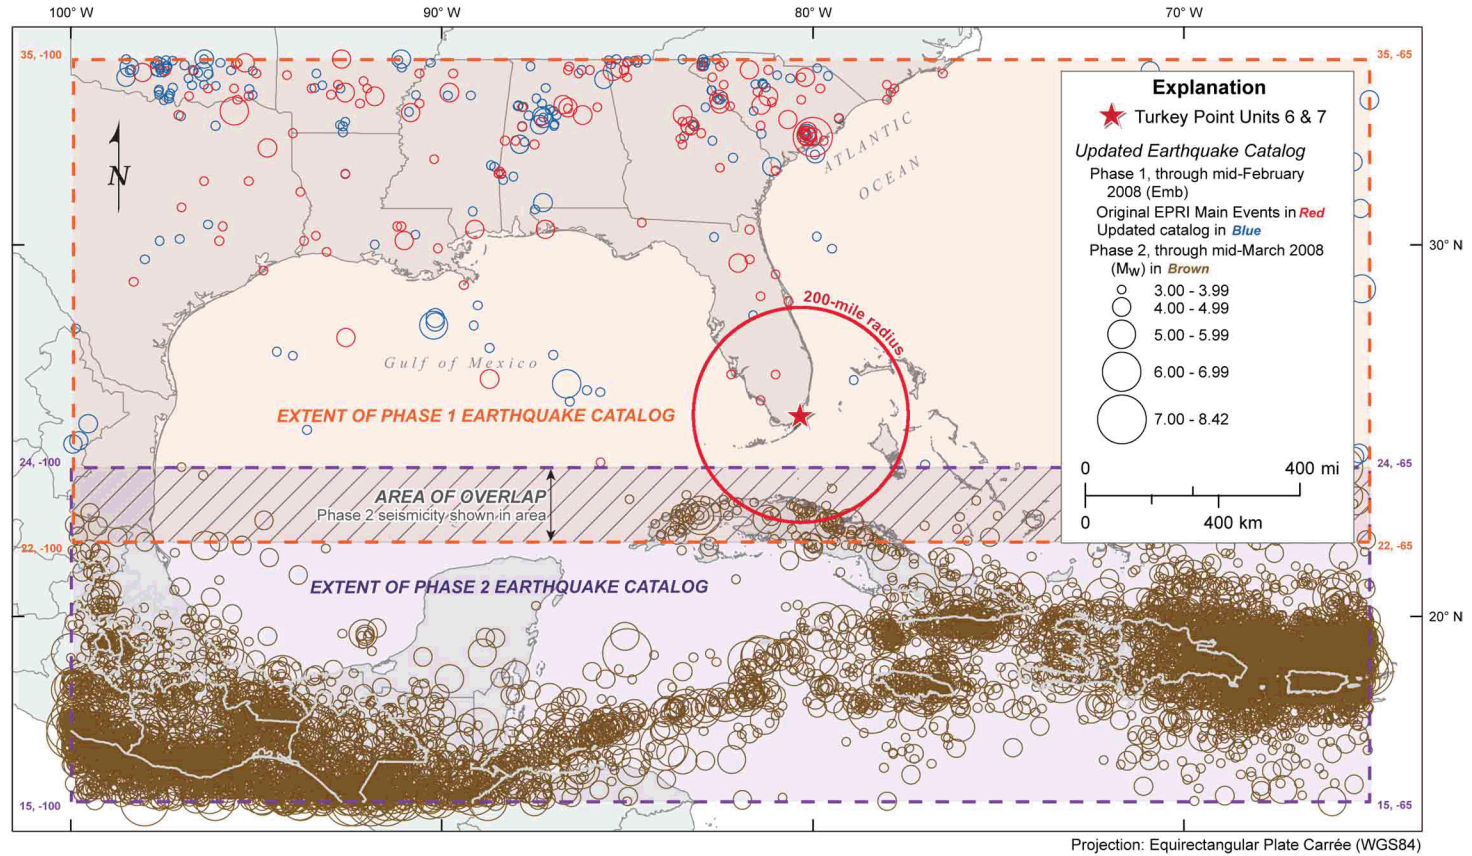 100° W 90° W 80° W 70° W
35, -100
35, -65
Explanation
Turkey Point Units 6 & 7
Updated Earthquake Catalog
Phase 1, through mid-February
2008 (Emb)
Original EPRI Main Events in Red
Updated catalog in Blue
Phase 2, through mid-March 2008
(Mw) in Brown
3.00 - 3.99
4.00 - 4.99
5.00 - 5.99
6.00 - 6.99
7.00 - 8.42
0 400 mi
0 400 km
N
ATLANTIC
OCEAN
30° N
200-mile radius
Gulf of Mexico
EXTENT OF PHASE 1 EARTHQUAKE CATALOG
24, -100
24, -65
AREA OF OVERLAP
Phase 2 seismicity shown in area
22, -100
22, -65
EXTENT OF PHASE 2 EARTHQUAKE CATALOG
20° N
15, -100
15, -65
Projection: Equirectangular Plate Carrée (WGS84)